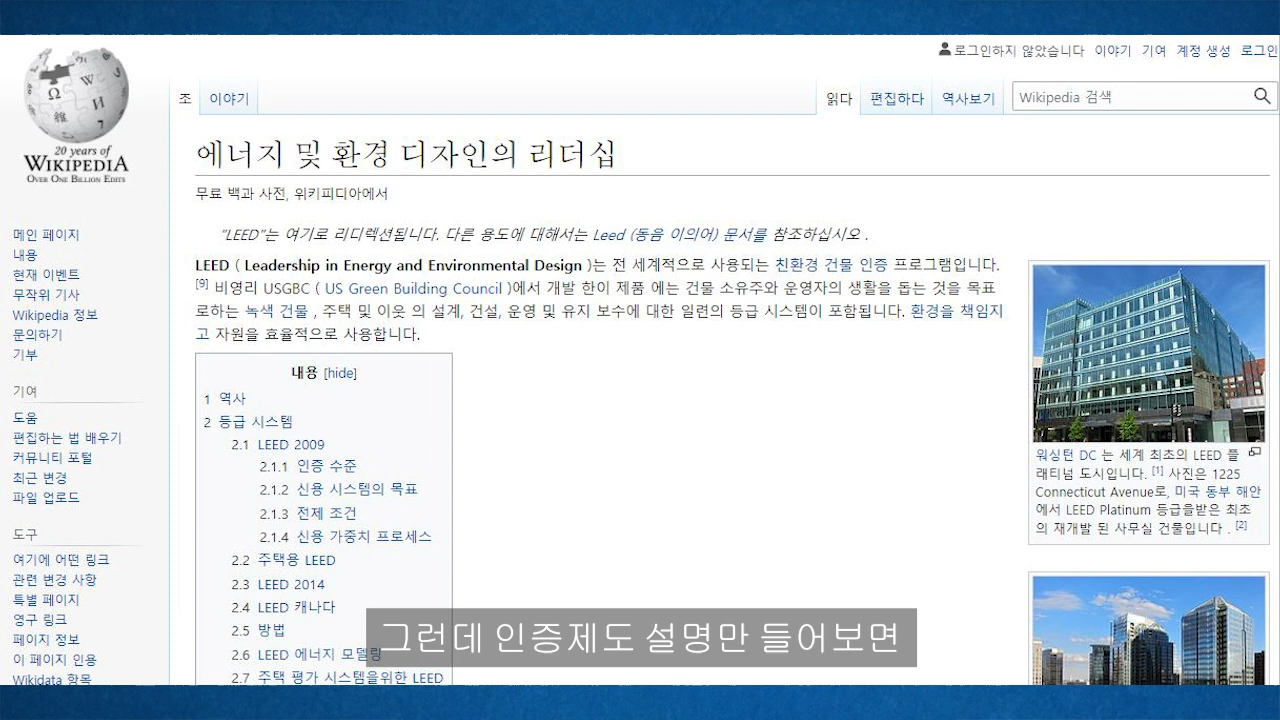 로그인하지 않았습니다 이야기 기여 계정 생성 로그인
조 이야기 읽다 편집하다 역사보기 Wikipedia 검색
20 years of
WIKIPEDIA
OVER ONE BILLION EDITS
메인 페이지
내용
현재 이벤트
무작위 기사
Wikipedia 정보
문의하기
기부
기여
도움
편집하는 법 배우기
커뮤니티 포털
최근 변경
파일 업로드
도구
여기에 어떤 링크
관련 변경 사항
특별 페이지
영구 링크
페이지 정보
이 페이지 인용
Wikidata 항목
에너지 및 환경 디자인의 리더십
무료 백과 사전, 위키피디아에서
"LEED"는 여기로 리디렉션됩니다. 다른 용도에 대해서는 Leed (동음 이의어) 문서를 참조하십시오 .
LEED ( Leadership in Energy and Environmental Design )는 전 세계적으로 사용되는 친환경 건물 인증 프로그램입니다.
[9] 비영리 USGBC ( US Green Building Council )에서 개발 한이 제품 에는 건물 소유주와 운영자의 생활을 돕는 것을 목표
로하는 녹색 건물 , 주택 및 이웃 의 설계, 건설, 운영 및 유지 보수에 대한 일련의 등급 시스템이 포함됩니다. 환경을 책임지
고 자원을 효율적으로 사용합니다.
내용 [hide]
1 역사
2 등급 시스템
2.1 LEED 2009
2.1.1 인증 수준
2.1.2 신용 시스템의 목표
2.1.3 전제 조건
2.1.4 신용 가중치 프로세스
2.2 주택용 LEED
2.3 LEED 2014
2.4 LEED 캐나다
2.5 방법
2.6 LEED 에너지 모델링
2.7 주택 평가 시스템을위한 LEED
워싱턴 DC 는 세계 최초의 LEED 플
래티넘 도시입니다. [1] 사진은 1225
Connecticut Avenue로, 미국 동부 해안
에서 LEED Platinum 등급을받은 최초
의 재개발 된 사무실 건물입니다 . [2]
그런데 인증제도 설명만 들어보면